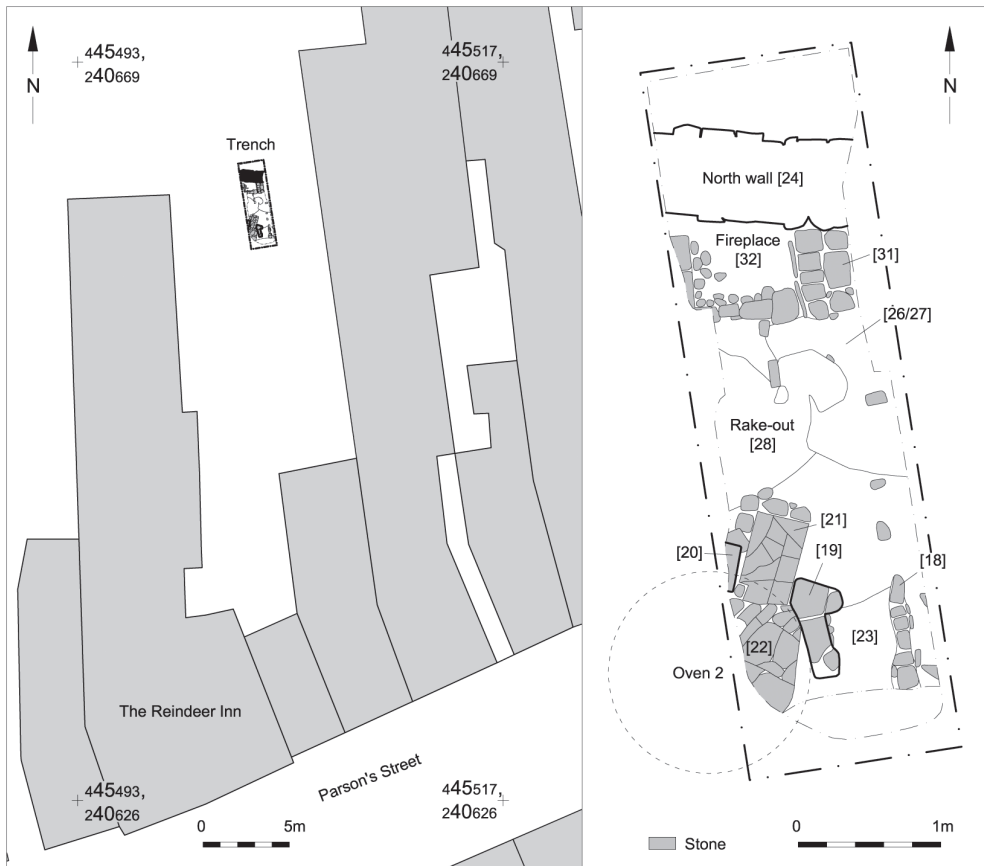 445493,
240669
445517,
240669
N
Trench
The Reindeer Inn
Parson's Street
445493,
240626
445517,
240626
0 5m
N
North wall [24]
Fireplace
[32]
[31]
[26/27]
Rake-out
[28]
[21]
[20]
[19]
[18]
[22]
[23]
Oven 2
Stone
0 1m